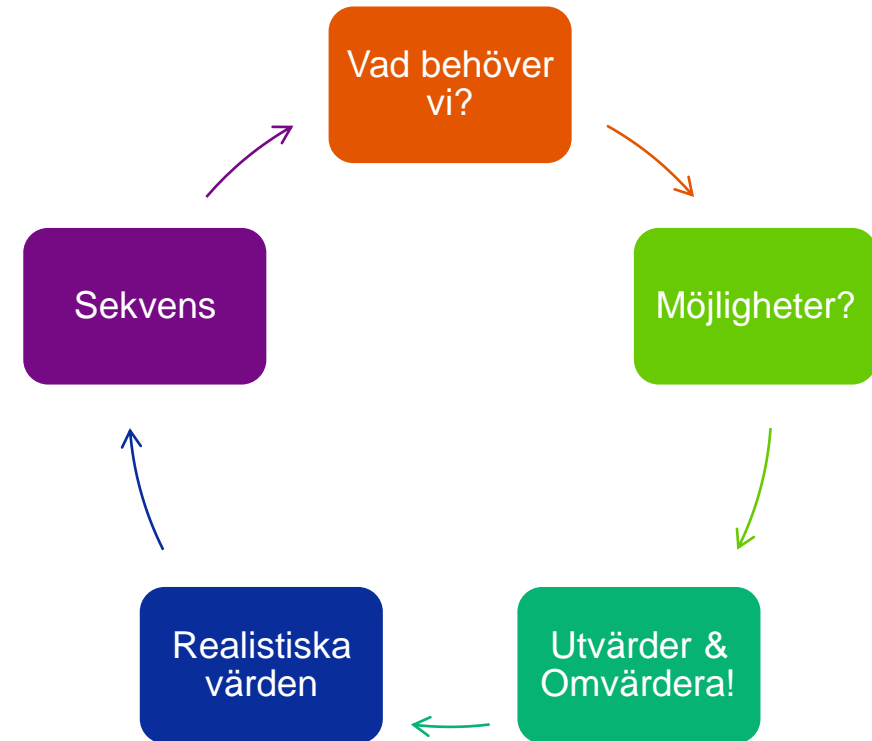 Vad behöver
vi?
Möjligheter?
Utvärder &
Omvärdera!
Realistiska
värden
Sekvens